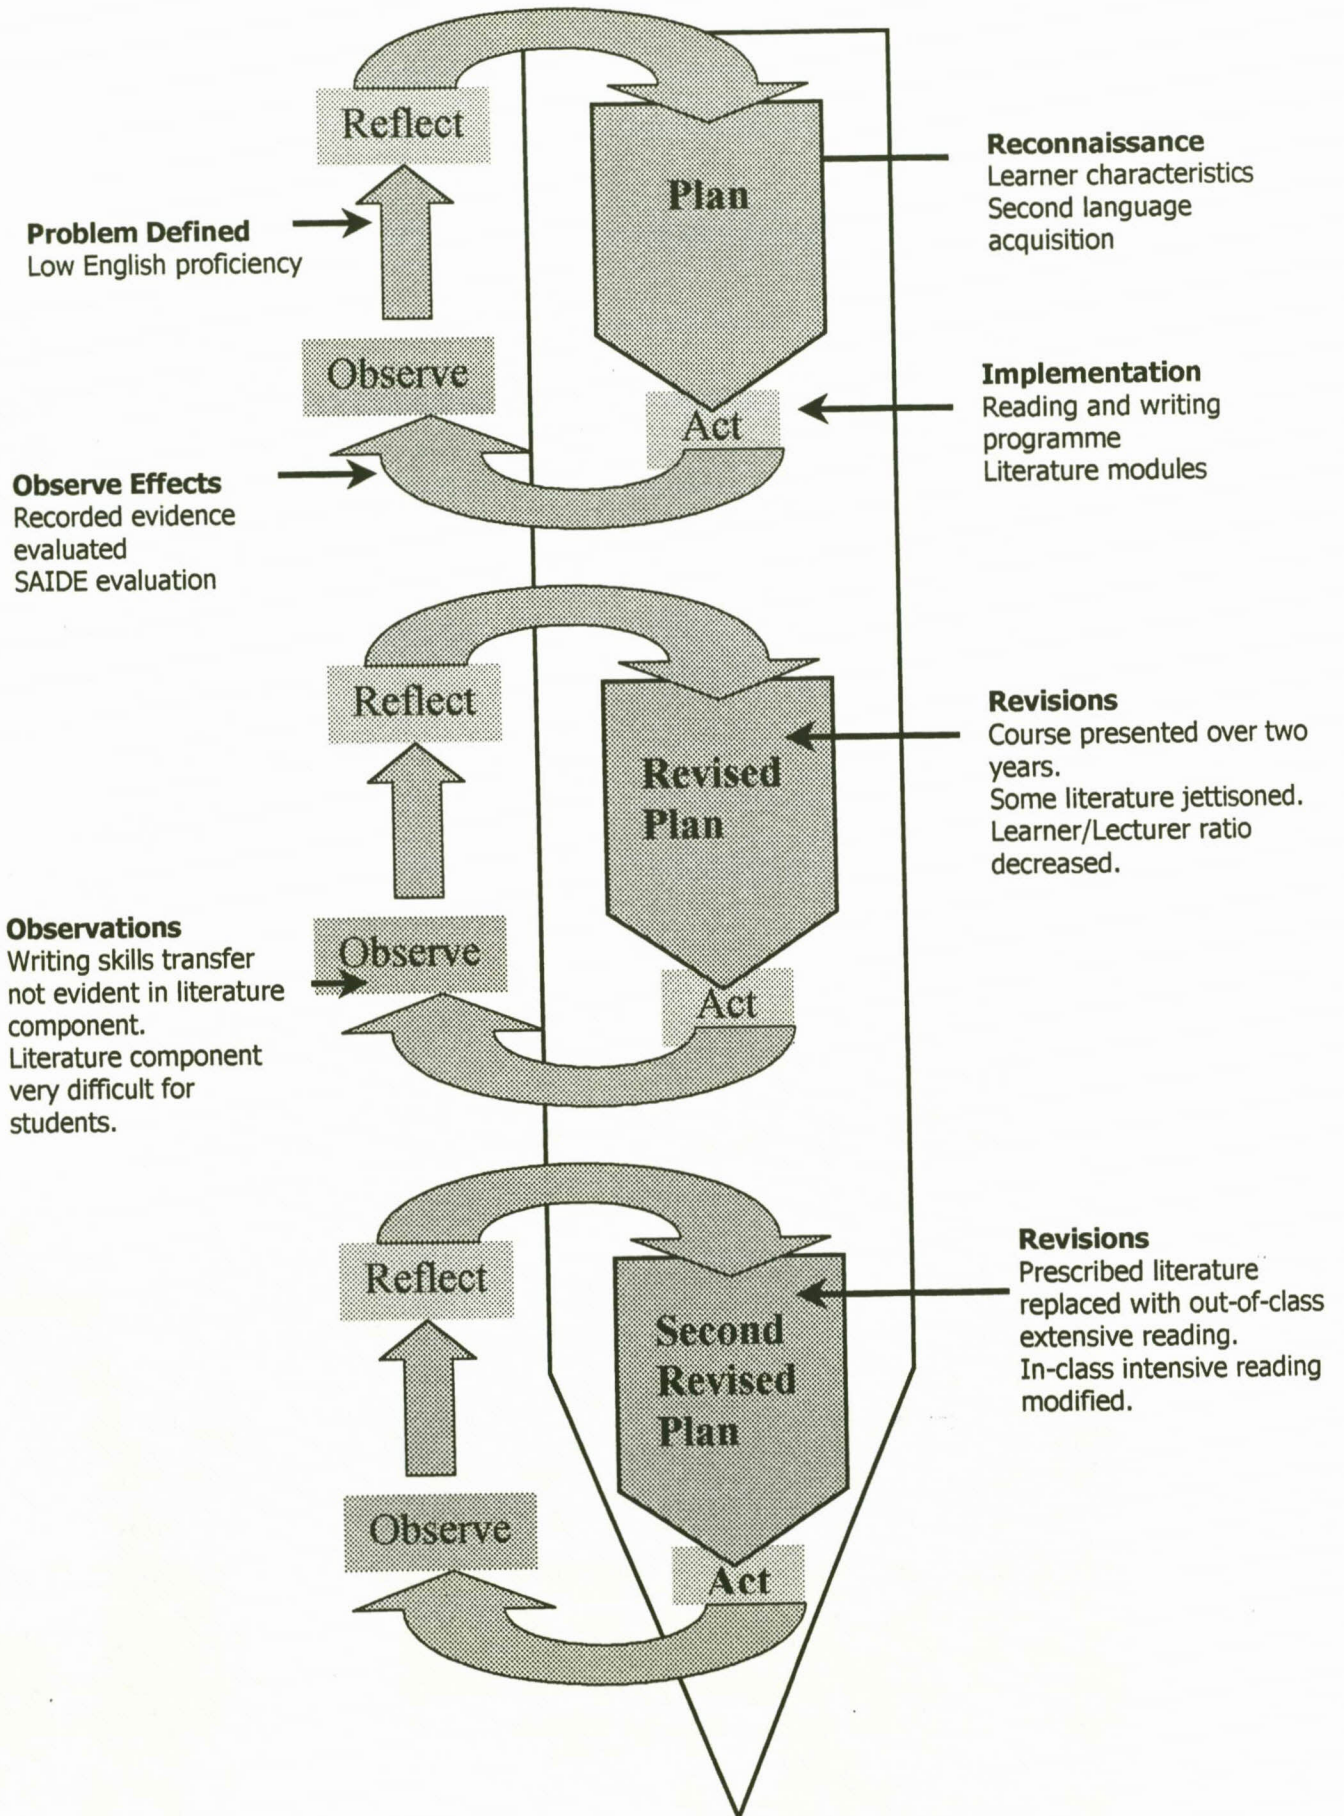 Reflect
Plan
Reconnaissance
Learner characteristics
Second language
acquisition
Problem Defined
Low English proficiency
Observe
Act
Implementation
Reading and writing
programme
Literature modules
Observe Effects
Recorded evidence
evaluated
SAIDE evaluation
Reflect
Revised
Plan
Revisions
Course presented over two
years.
Some literature jettisoned.
Learner/Lecturer ratio
decreased.
Observations
Writing skills transfer
not evident in literature
component.
Literature component
very difficult for
students.
Observe
Act
Reflect
Second
Revised
Plan
Revisions
Prescribed literature
replaced with out-of-class
extensive reading.
In-class intensive reading
modified.
Observe
Act